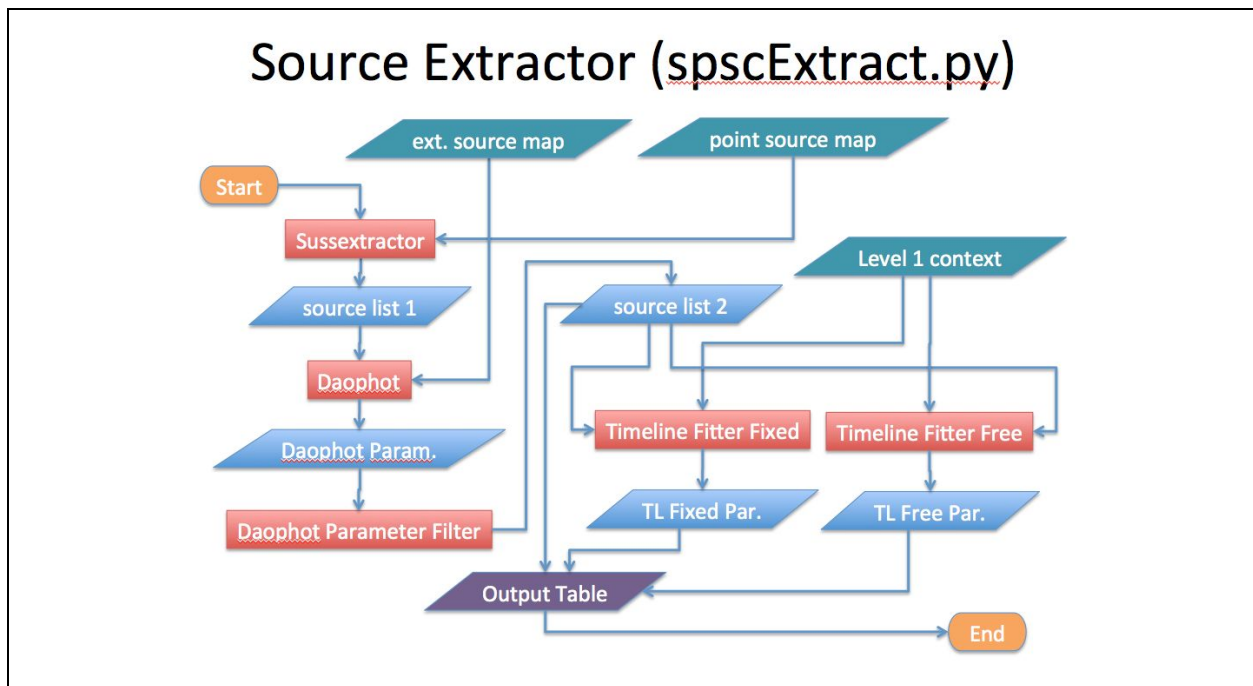 Source Extractor (spscExtract.py)
ext. source map
point source map
Start
Sussextractor
Level 1 context
source list 1
source list 2
Daophot
Timeline Fitter Fixed
Timeline Fitter Free
Daophot Param.
TL Fixed Par.
TL Free Par.
Daophot Parameter Filter
Output Table
End